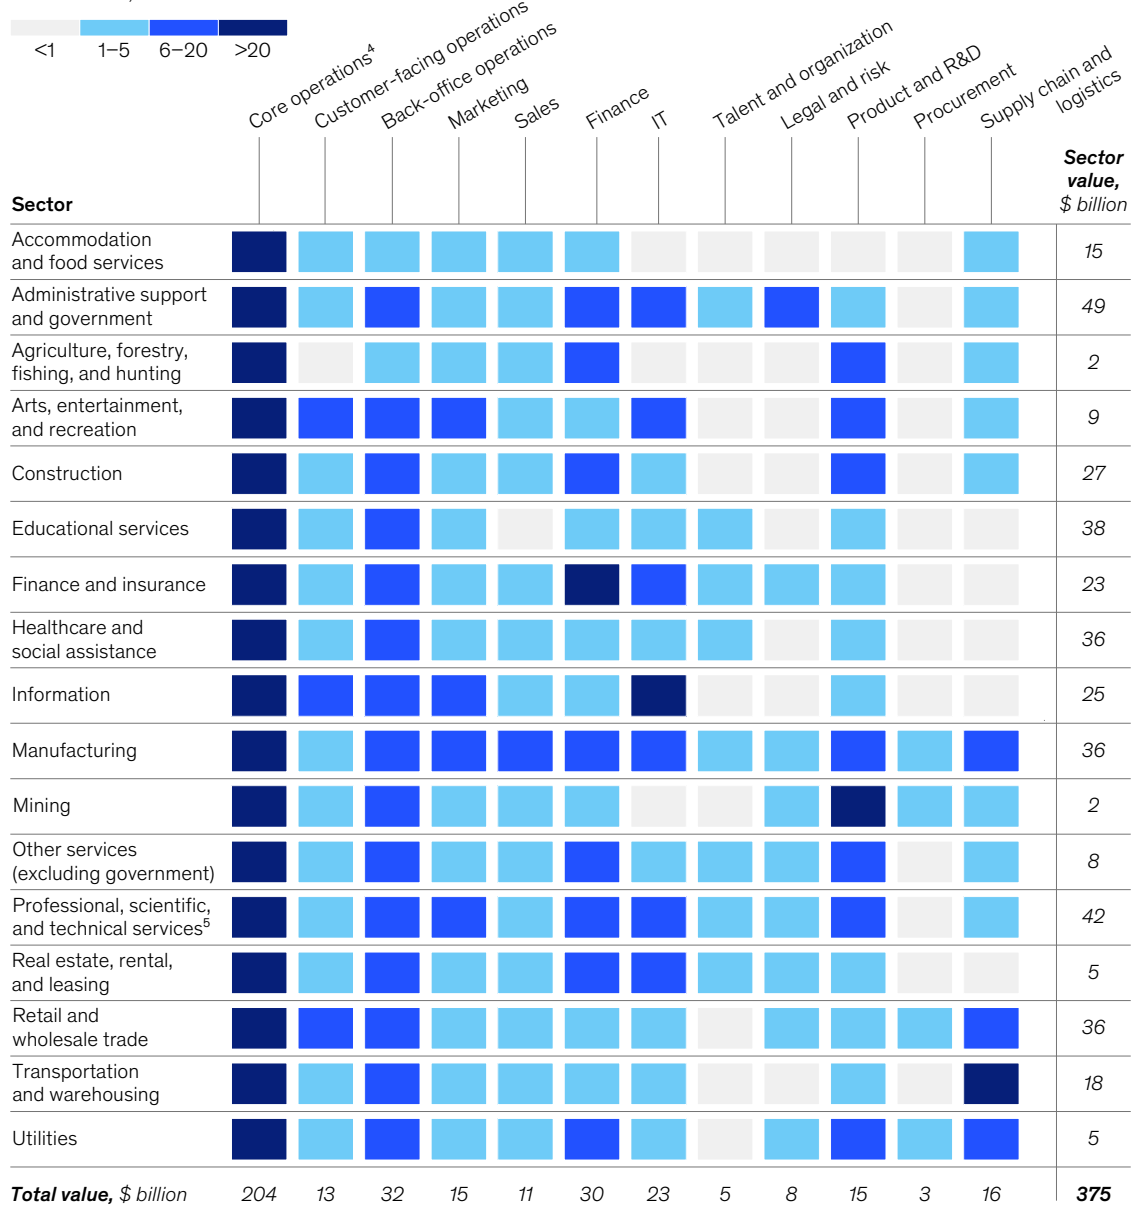 <1 1–5 6–20 >20
Core operations⁴
Customer-facing operations
Back-office operations
Marketing
Sales
Finance
IT
Talent and organization
Legal and risk
Product and R&D
Procurement
Supply chain and
logistics
Sector
Sector
value,
$ billion
Accommodation
and food services
15
Administrative support
and government
49
Agriculture, forestry,
fishing, and hunting
2
Arts, entertainment,
and recreation
9
Construction 27
Educational services 38
Finance and insurance 23
Healthcare and
social assistance
36
Information 25
Manufacturing 36
Mining 2
Other services
(excluding government)
8
Professional, scientific,
and technical services⁵
42
Real estate, rental,
and leasing
5
Retail and
wholesale trade
36
Transportation
and warehousing
18
Utilities 5
Total value, $ billion 204 13 32 15 11 30 23 5 8 15 3 16 375